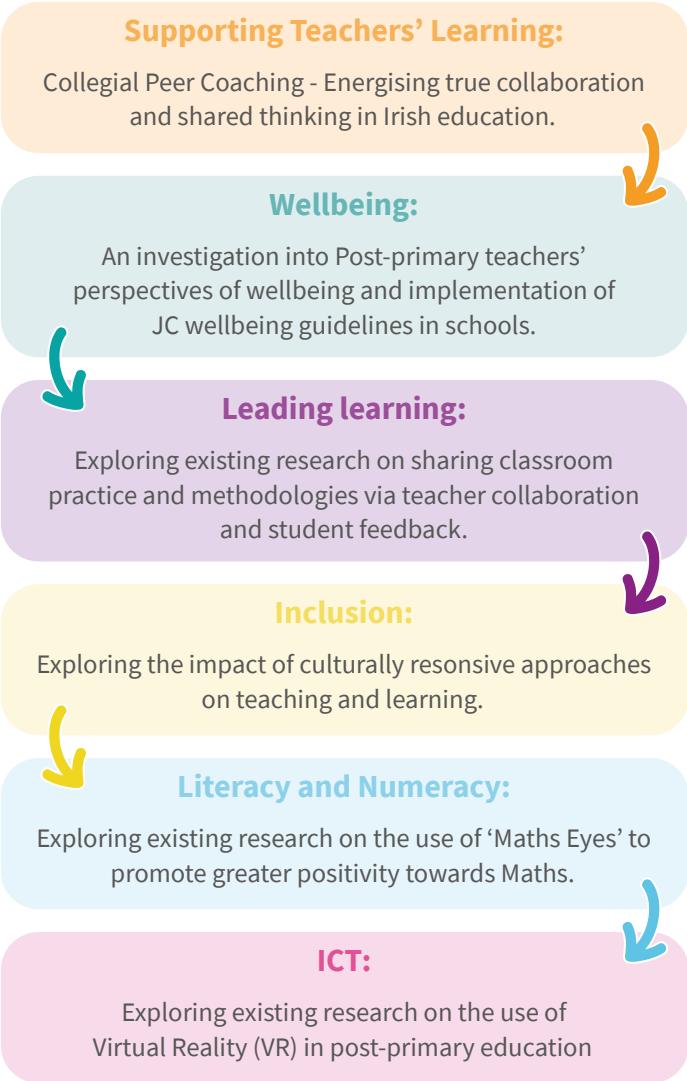 Supporting Teachers’ Learning:
Collegial Peer Coaching - Energising true collaboration
and shared thinking in Irish education.
Wellbeing:
An investigation into Post-primary teachers’
perspectives of wellbeing and implementation of
JC wellbeing guidelines in schools.
Leading learning:
Exploring existing research on sharing classroom
practice and methodologies via teacher collaboration
and student feedback.
Inclusion:
Exploring the impact of culturally resonsive approaches
on teaching and learning.
Literacy and Numeracy:
Exploring existing research on the use of ‘Maths Eyes’ to
promote greater positivity towards Maths.
ICT:
Exploring existing research on the use of
Virtual Reality (VR) in post-primary education